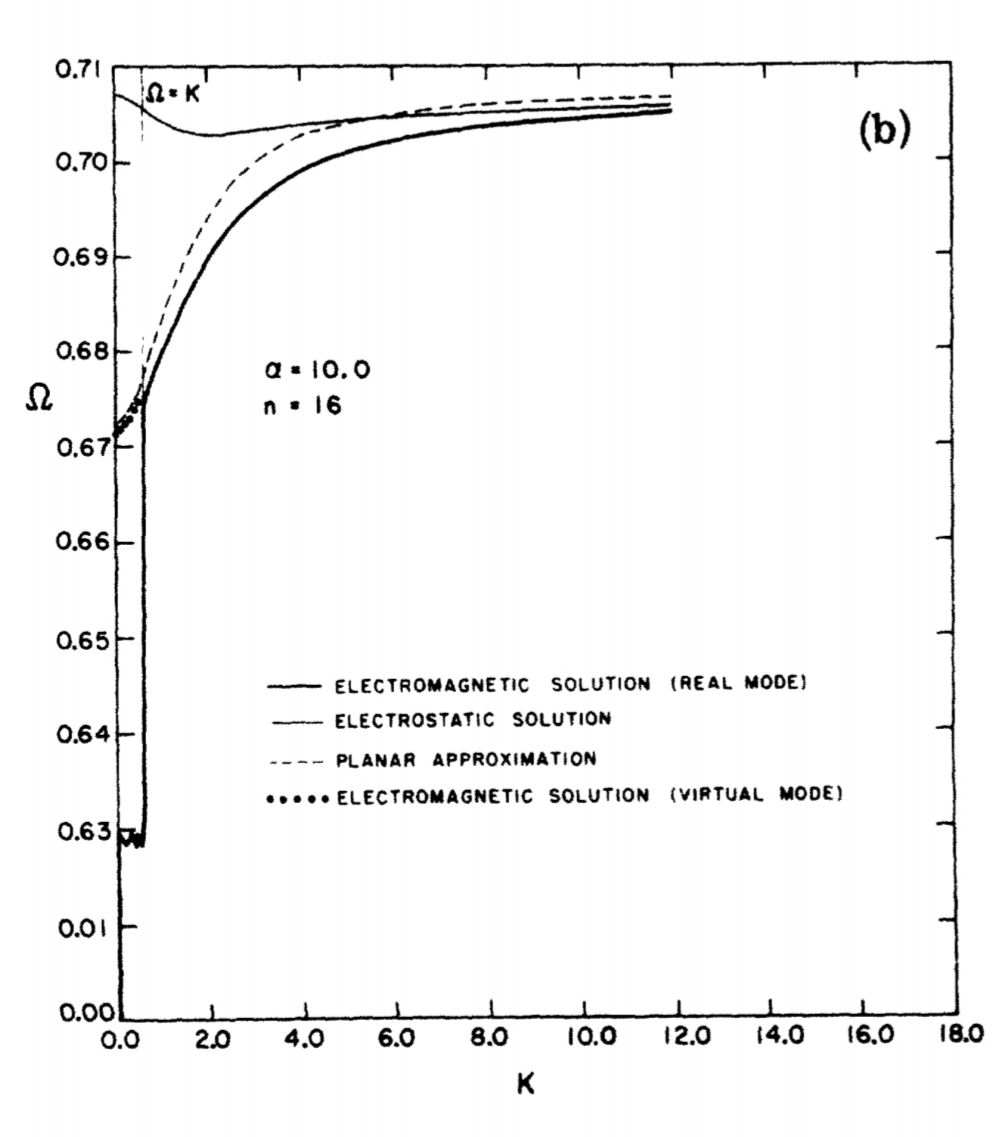 0.71
Ω = K
(b)
0.70
0.69
0.68
α = 10.0
Ω
n = 16
0.67
0.66
0.65
ELECTROMAGNETIC SOLUTION (REAL MODE)
ELECTROSTATIC SOLUTION
0.64
PLANAR APPROXIMATION
ELECTROMAGNETIC SOLUTION (VIRTUAL MODE)
0.63
0.01
0.00
0.0 2.0 4.0 6.0 8.0 10.0 12.0 14.0 16.0 18.0
K